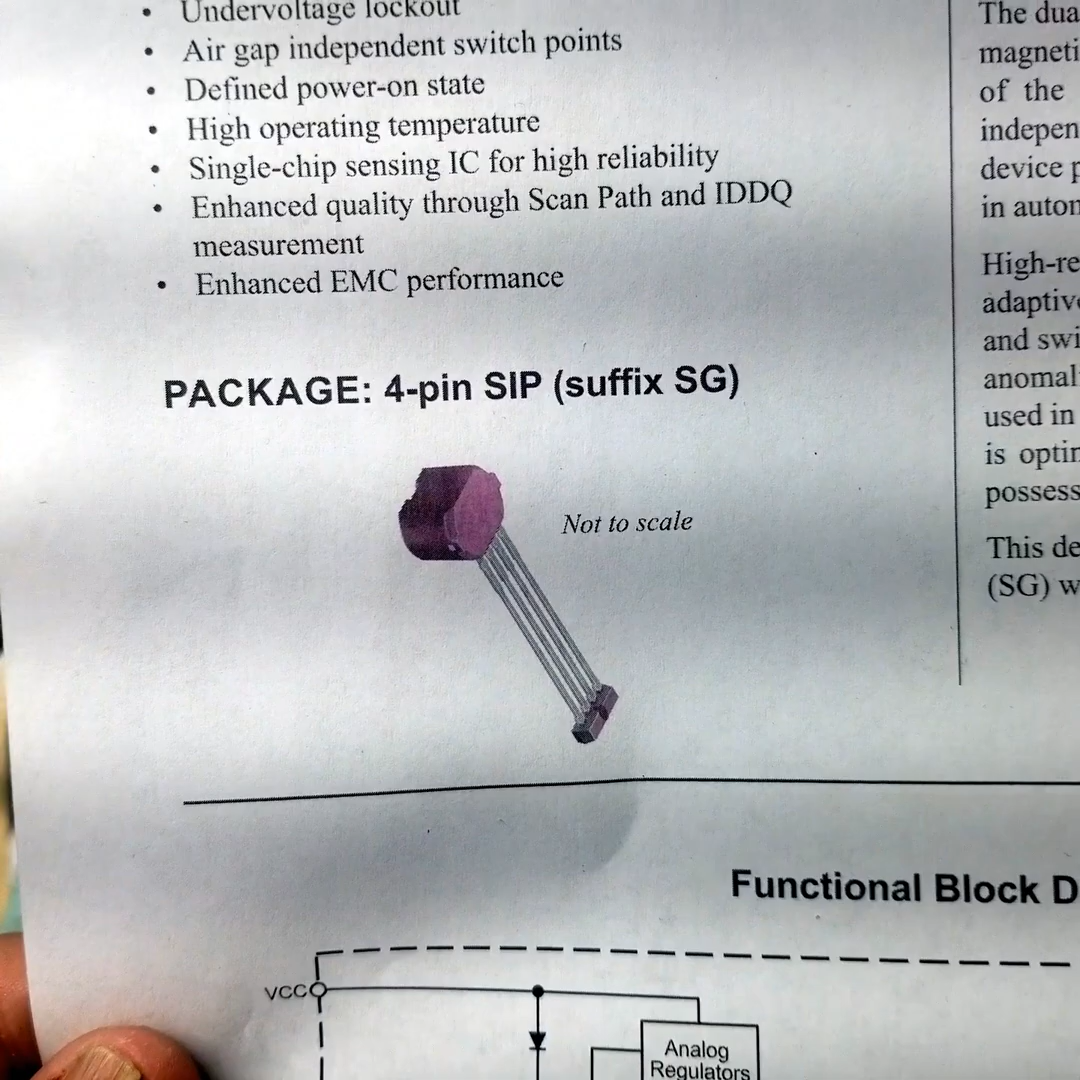 Undervoltage lockout
Air gap independent switch points
Defined power-on state
High operating temperature
Single-chip sensing IC for high reliability
Enhanced quality through Scan Path and IDDQ
measurement
Enhanced EMC performance
PACKAGE: 4-pin SIP (suffix SG)
Not to scale
The dua
magneti
of the
indepen
device p
in auton
High-re
adaptive
and swi
anomal
used in
is optim
possess
This de
(SG) w
Functional Block D
VCC
Analog
Regulators